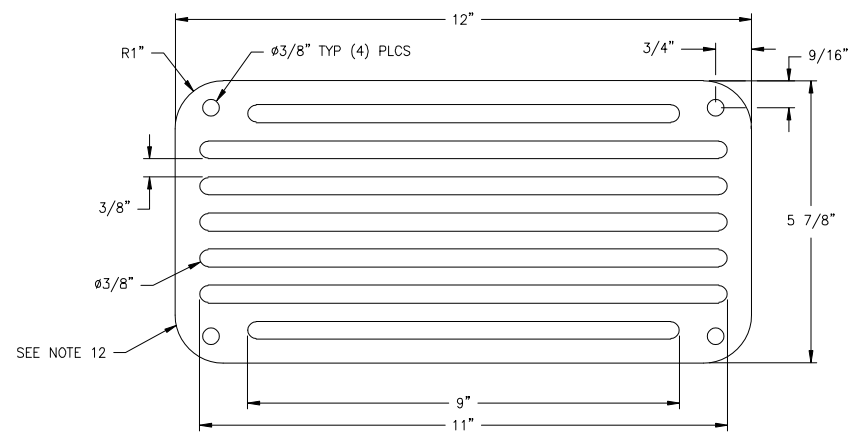 12"
R1"
ø3/8" TYP (4) PLCS
3/4"
9/16"
3/8"
5 7/8"
ø3/8"
SEE NOTE 12
9"
11"